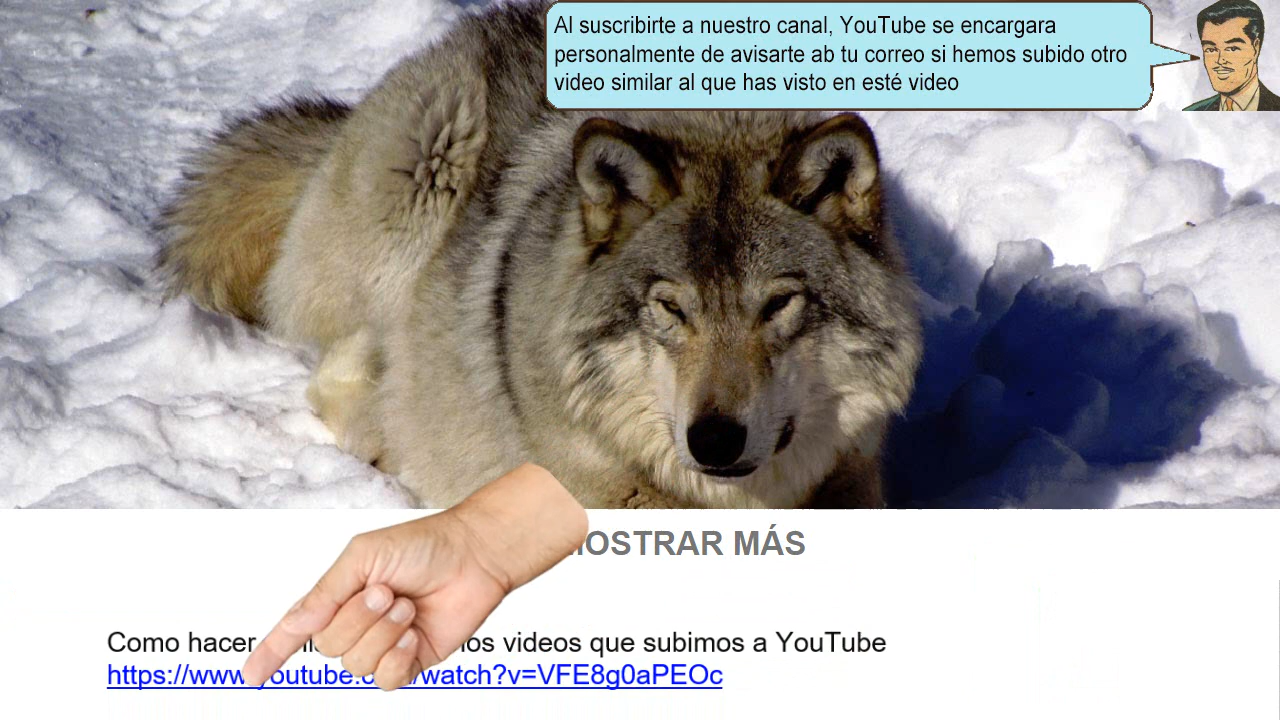 Al suscribirte a nuestro canal, YouTube se encargara
personalmente de avisarte ab tu correo si hemos subido otro
video similar al que has visto en esté video
MOSTRAR MÁS
Como hacer los videos que subimos a YouTube
https://www.youtube.com/watch?v=VFE8g0aPEOc